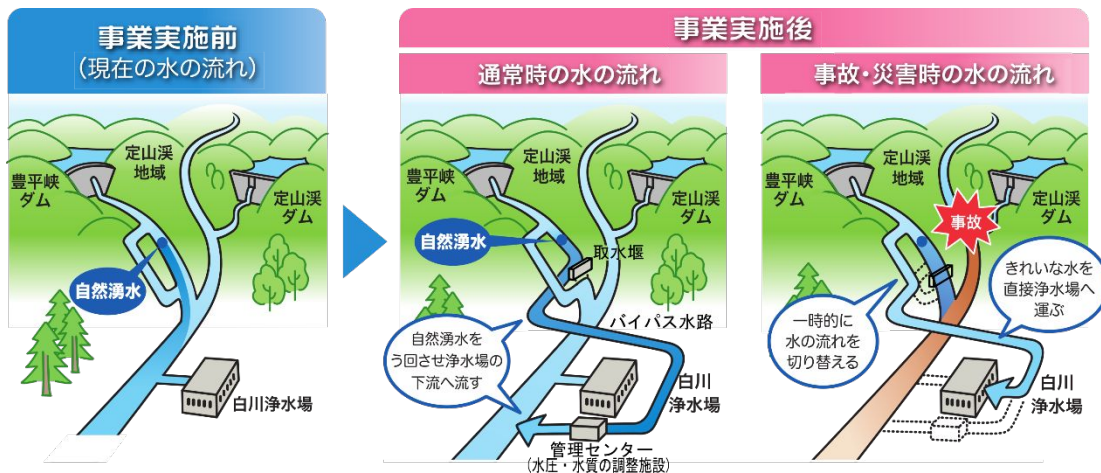 事業実施前
(現在の水の流れ)
定山渓
地域
豊平峡
ダム
定山渓
ダム
自然湧水
白川浄水場
事業実施後
通常時の水の流れ
定山渓
地域
豊平峡
ダム
定山渓
ダム
自然湧水
取水堰
バイパス水路
自然湧水を
う回させ浄水場の
下流へ流す
白川
浄水場
管理センター
(水圧・水質の調整施設)
事故・災害時の水の流れ
定山渓
地域
豊平峡
ダム
定山渓
ダム
事故
きれいな水を
直接浄水場へ
運ぶ
一時的に
水の流れを
切り替える
白川
浄水場